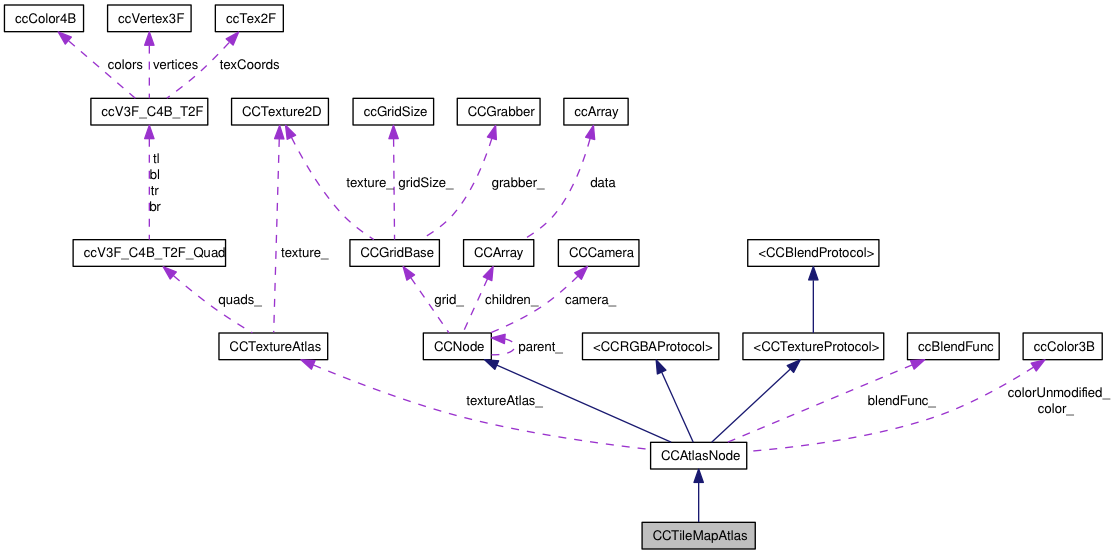 ccColor4B
ccVertex3F
ccTex2F
colors
vertices
texCoords
ccV3F_C4B_T2F
CCTexture2D
ccGridSize
CCGrabber
ccArray
tl
bl
tr
br
texture_
gridSize_
grabber_
data
ccV3F_C4B_T2F_Quad
texture_
CCGridBase
CCArray
CCCamera
<CCBlendProtocol>
quads_
grid_
children_
camera_
CCTextureAtlas
CCNode
parent_
<CCRGBAProtocol>
<CCTextureProtocol>
ccBlendFunc
ccColor3B
textureAtlas_
blendFunc_
colorUnmodified_
color_
CCAtlasNode
CCTileMapAtlas